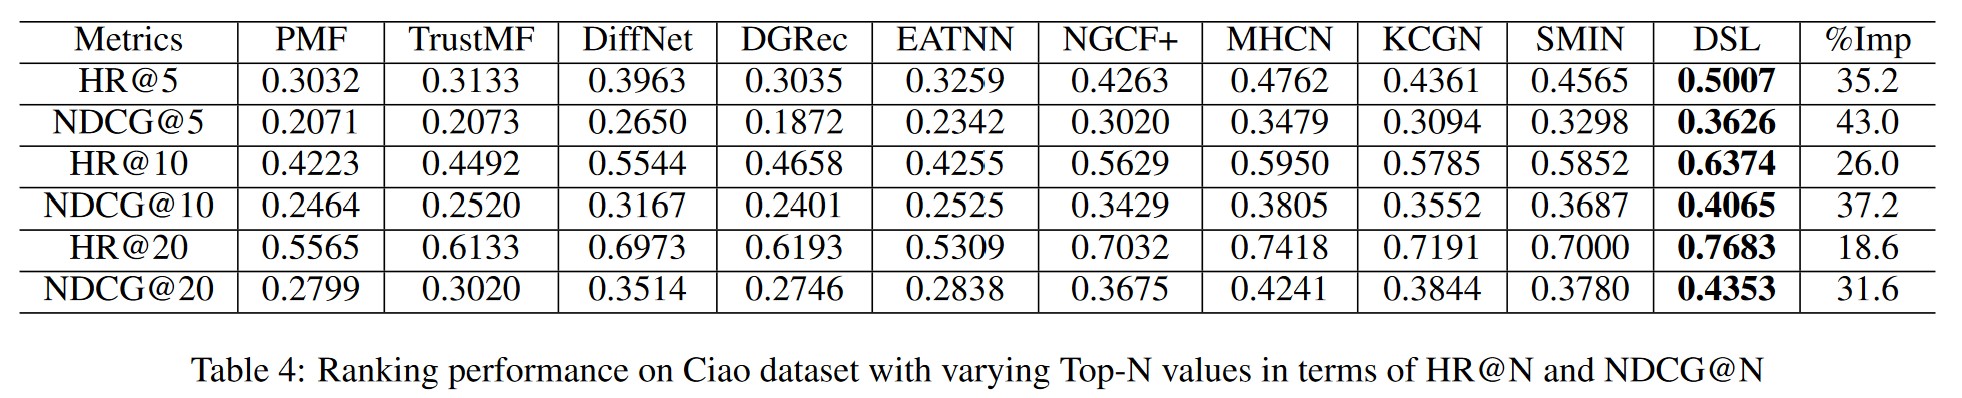 Metrics PMF TrustMF DiffNet DGRec EATNN NGCF+ MHCN KCGN SMIN DSL %Imp
HR@5 0.3032 0.3133 0.3963 0.3035 0.3259 0.4263 0.4762 0.4361 0.4565 0.5007 35.2
NDCG@5 0.2071 0.2073 0.2650 0.1872 0.2342 0.3020 0.3479 0.3094 0.3298 0.3626 43.0
HR@10 0.4223 0.4492 0.5544 0.4658 0.4255 0.5629 0.5950 0.5785 0.5852 0.6374 26.0
NDCG@10 0.2464 0.2520 0.3167 0.2401 0.2525 0.3429 0.3805 0.3552 0.3687 0.4065 37.2
HR@20 0.5565 0.6133 0.6973 0.6193 0.5309 0.7032 0.7418 0.7191 0.7000 0.7683 18.6
NDCG@20 0.2799 0.3020 0.3514 0.2746 0.2838 0.3675 0.4241 0.3844 0.3780 0.4353 31.6
Table 4: Ranking performance on Ciao dataset with varying Top-N values in terms of HR@N and NDCG@N